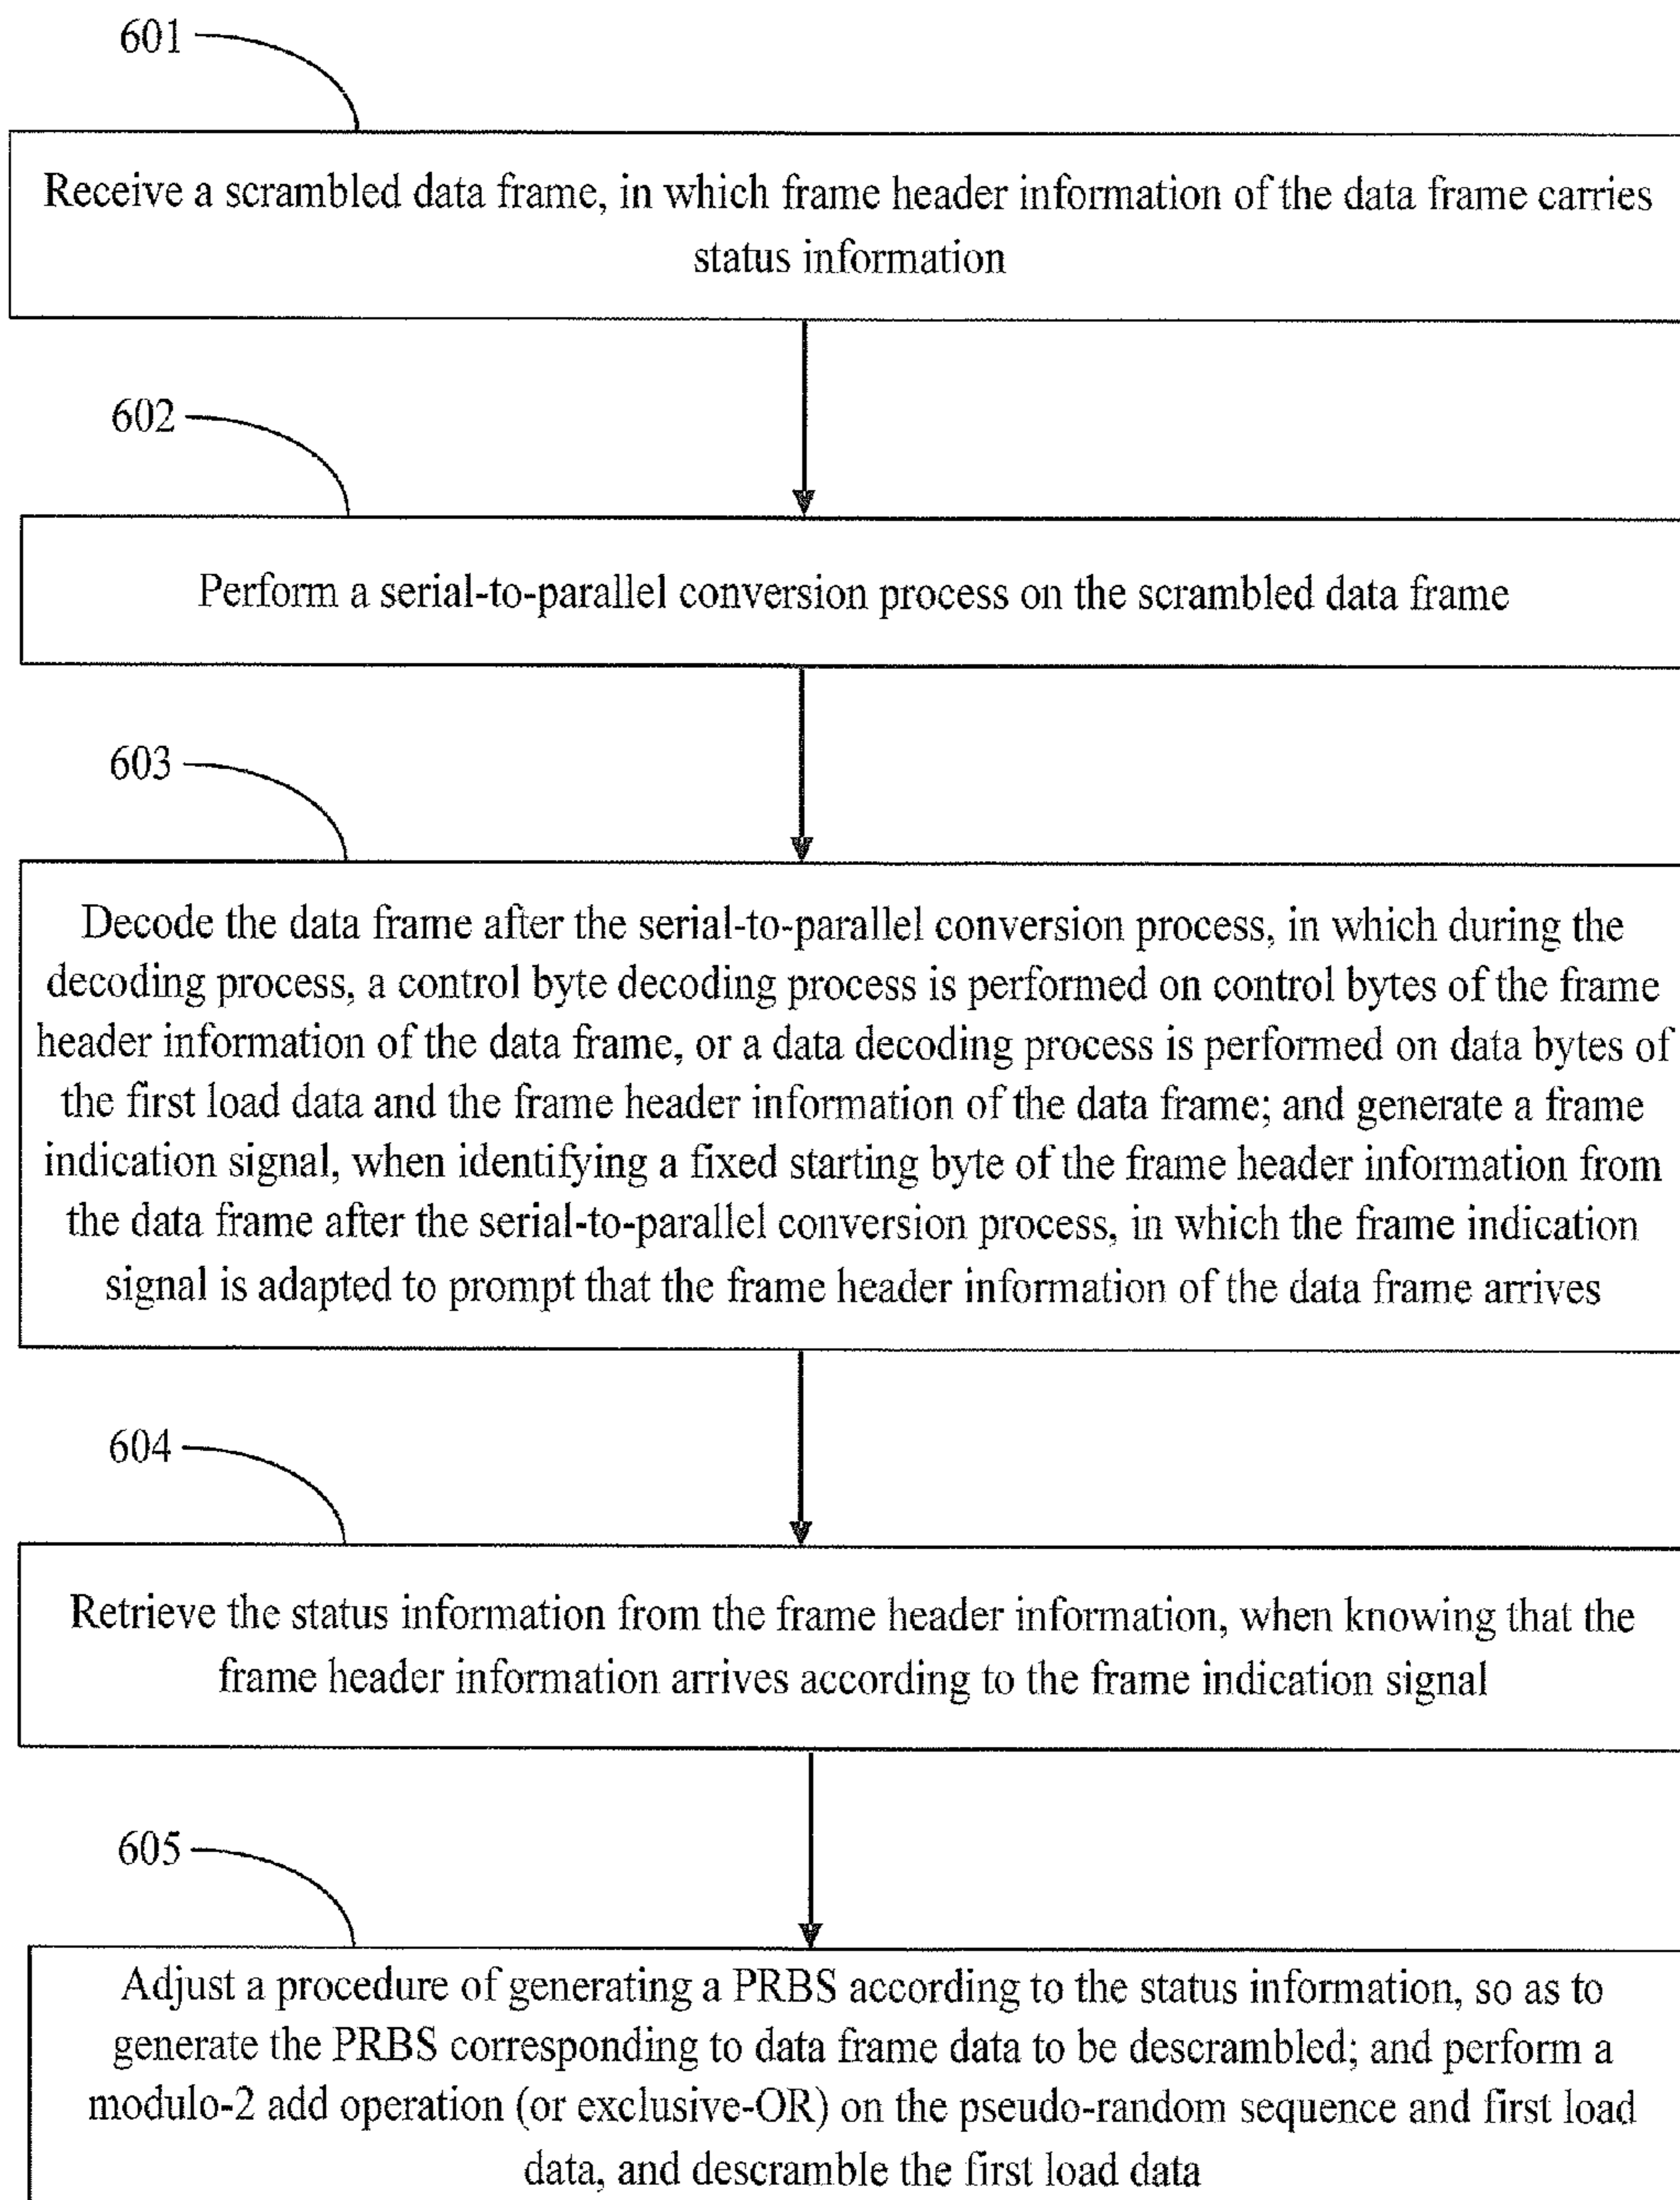 601
Receive a scrambled data frame, in which frame header information of the data frame carries
status information
602
Perform a serial-to-parallel conversion process on the scrambled data frame
603
Decode the data frame after the serial-to-parallel conversion process, in which during the
decoding process, a control byte decoding process is performed on control bytes of the frame
header information of the data frame, or a data decoding process is performed on data bytes of
the first load data and the frame header information of the data frame; and generate a frame
indication signal, when identifying a fixed starting byte of the frame header information from
the data frame after the serial-to-parallel conversion process, in which the frame indication
signal is adapted to prompt that the frame header information of the data frame arrives
604
Retrieve the status information from the frame header information, when knowing that the
frame header information arrives according to the frame indication signal
605
Adjust a procedure of generating a PRBS according to the status information, so as to
generate the PRBS corresponding to data frame data to be descrambled; and perform a
modulo-2 add operation (or exclusive-OR) on the pseudo-random sequence and first load
data, and descramble the first load data